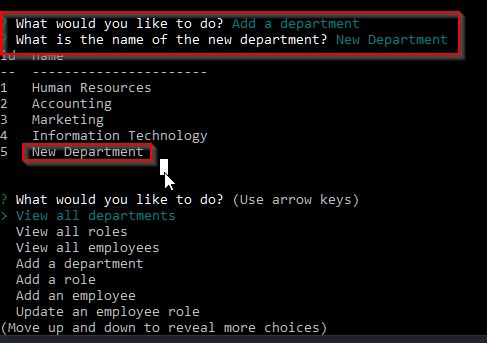 ? What would you like to do? Add a department
? What is the name of the new department? New Department
id  name
--  ----------------------
1   Human Resources
2   Accounting
3   Marketing
4   Information Technology
5   New Department
? What would you like to do? (Use arrow keys)
> View all departments
  View all roles
  View all employees
  Add a department
  Add a role
  Add an employee
  Update an employee role
(Move up and down to reveal more choices)